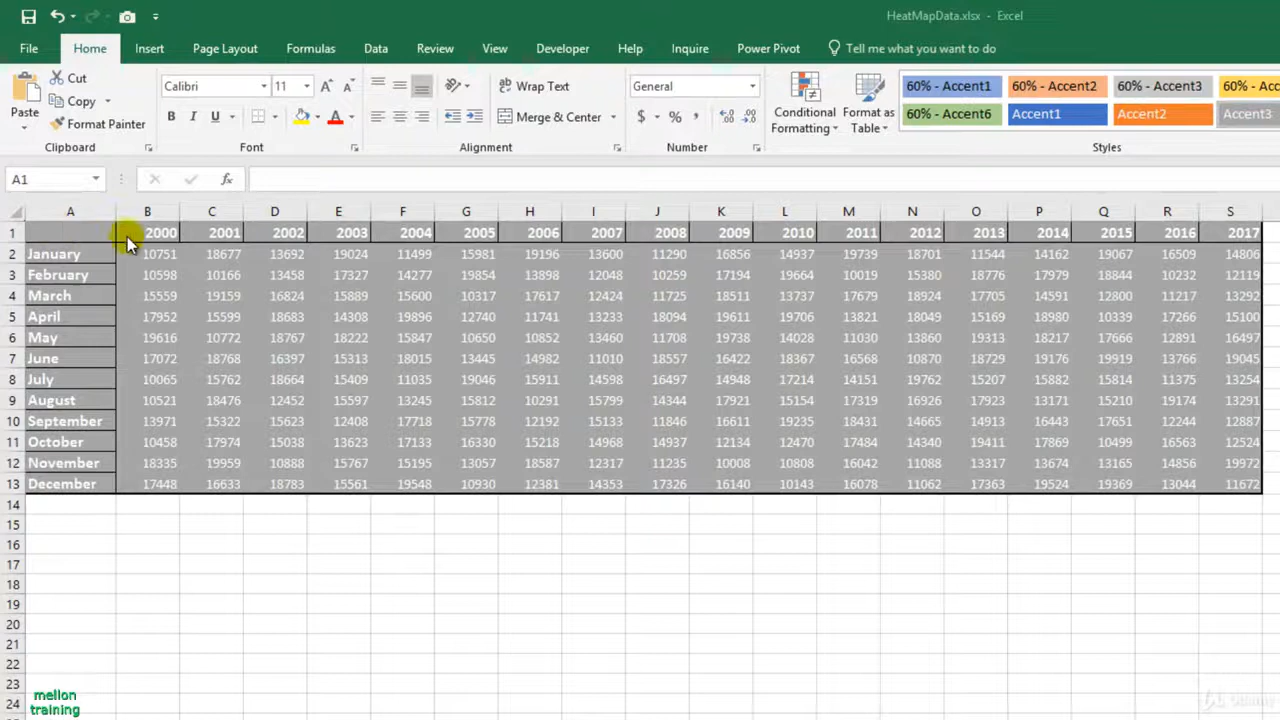 HeatMapData.xlsx - Excel
File Home Insert Page Layout Formulas Data Review View Developer Help Inquire Power Pivot Tell me what you want to do
Paste
Cut
Copy
Format Painter
Calibri 11
B I U
Wrap Text
Merge & Center
General
$ % ,
Conditional Formatting
Format as Table
60% - Accent1 60% - Accent2 60% - Accent3 60% - Acc
60% - Accent6 Accent1 Accent2 Accent3
Clipboard Font Alignment Number Styles
A1 fx
A B C D E F G H I J K L M N O P Q R S
1 2000 2001 2002 2003 2004 2005 2006 2007 2008 2009 2010 2011 2012 2013 2014 2015 2016 2017
2 January 10751 18677 13692 19024 11499 15981 19196 13600 11290 16856 14937 19739 18701 11544 14162 19067 16509 14806
3 February 10598 10166 13458 17327 14277 19854 13898 12048 10259 17194 19664 10019 15380 18776 17979 18844 10232 12119
4 March 15559 19159 16824 15889 15600 10317 17617 12424 11725 18511 13737 17679 18924 17705 14591 12800 11217 13292
5 April 17952 15599 18683 14308 19896 12740 11741 13233 18094 19611 19706 13821 18049 15169 18980 10339 17266 15100
6 May 19616 10772 18767 18222 15847 10650 10852 13460 11708 19738 14028 11030 13860 19313 18217 17666 12891 16497
7 June 17072 18768 16397 15313 18015 13445 14982 11010 18557 16422 18367 16568 10870 18729 19176 19919 13766 19045
8 July 10065 15762 18664 15409 11035 19046 15911 14598 16497 14948 17214 14151 19762 15207 15882 15814 11375 13254
9 August 10521 18476 12452 15597 13245 15812 10291 15799 14344 17921 15154 17319 16926 17923 13171 15210 19174 13291
10 September 13971 15322 15623 12408 17718 15778 12192 15133 11846 16611 19235 18431 14665 14913 16443 17651 12244 12887
11 October 10458 17974 15038 13623 17133 16330 15218 14968 14937 12134 12470 17484 14340 19411 17869 10499 16563 12524
12 November 18335 19959 10888 15767 15195 13057 18587 12317 11235 10008 10808 16042 11088 13317 13674 13165 14856 19972
13 December 17448 16633 18783 15561 19548 10930 12381 14353 17326 16140 10143 16078 11062 17363 19524 19369 13044 11672
14
15
16
17
18
19
20
21
22
23
24
mellon
training